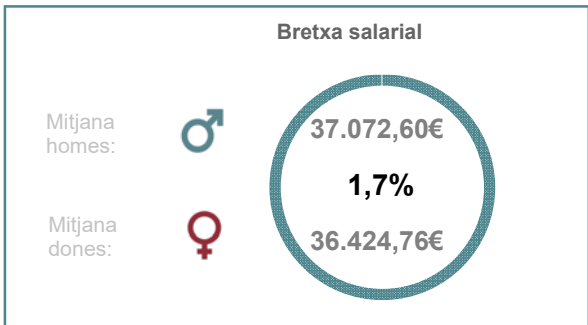 Bretxa salarial
Mitjana
homes:
37.072,60€
1,7%
Mitjana
dones:
36.424,76€